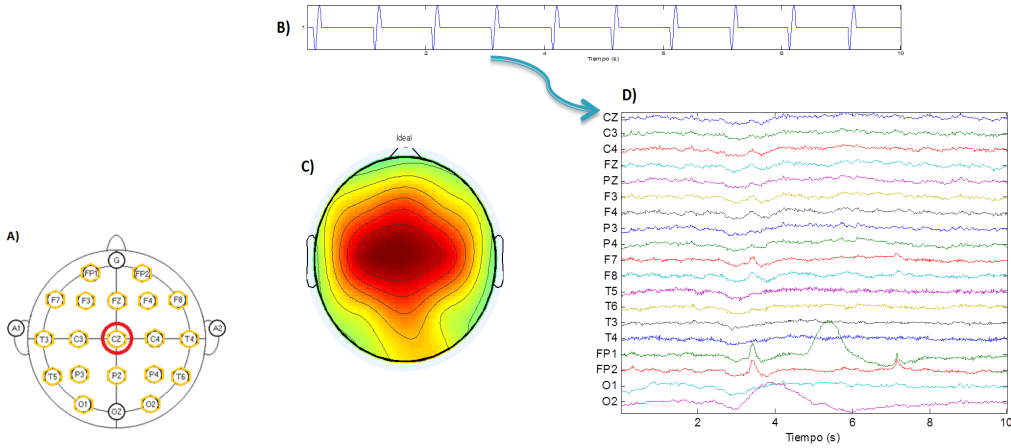 B)
1
2
4
6
8
10
Tiempo (s)
D)
C)
Ideal
CZ
C3
C4
FZ
PZ
F3
F4
P3
P4
F7
F8
T5
T6
T3
T4
FP1
FP2
O1
O2
2 4 6 8 10
Tiempo (s)
A)
G
FP1 FP2
F7 F3 FZ F4 F8
A1 A2
T3 C3 CZ C4 T4
T5 P3 PZ P4 T6
O1 OZ O2